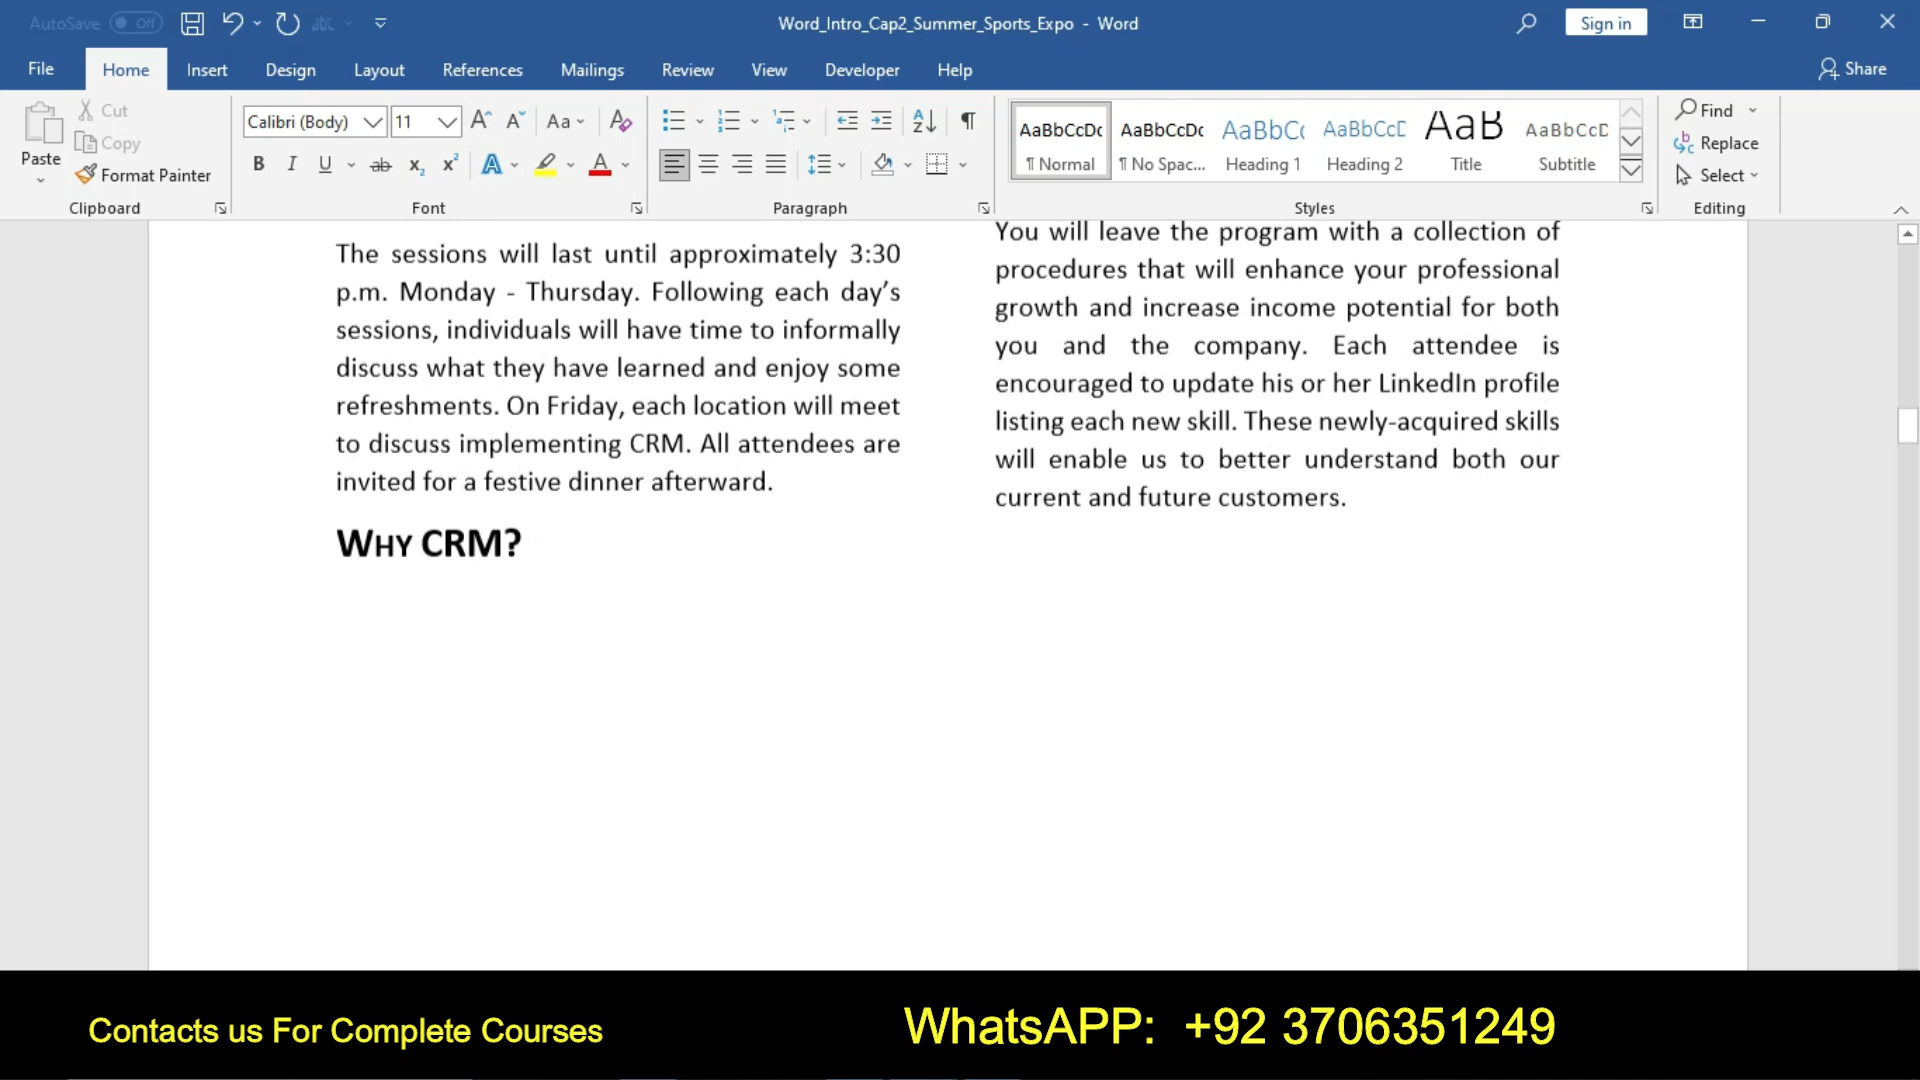 AutoSave Off
Word_Intro_Cap2_Summer_Sports_Expo - Word
Sign in
File Home Insert Design Layout References Mailings Review View Developer Help
Share
Paste
Cut
Copy
Format Painter
Clipboard
Calibri (Body) 11
Font
Paragraph
AaBbCcDc AaBbCcDc AaBbC( AaBbCcE AaB AaBbCcD
¶ Normal ¶ No Spac... Heading 1 Heading 2 Title Subtitle
Styles
Find
Replace
Select
Editing
The sessions will last until approximately 3:30
p.m. Monday - Thursday. Following each day’s
sessions, individuals will have time to informally
discuss what they have learned and enjoy some
refreshments. On Friday, each location will meet
to discuss implementing CRM. All attendees are
invited for a festive dinner afterward.
WHY CRM?
You will leave the program with a collection of
procedures that will enhance your professional
growth and increase income potential for both
you and the company. Each attendee is
encouraged to update his or her LinkedIn profile
listing each new skill. These newly-acquired skills
will enable us to better understand both our
current and future customers.
Contacts us For Complete Courses
WhatsAPP: +92 3706351249